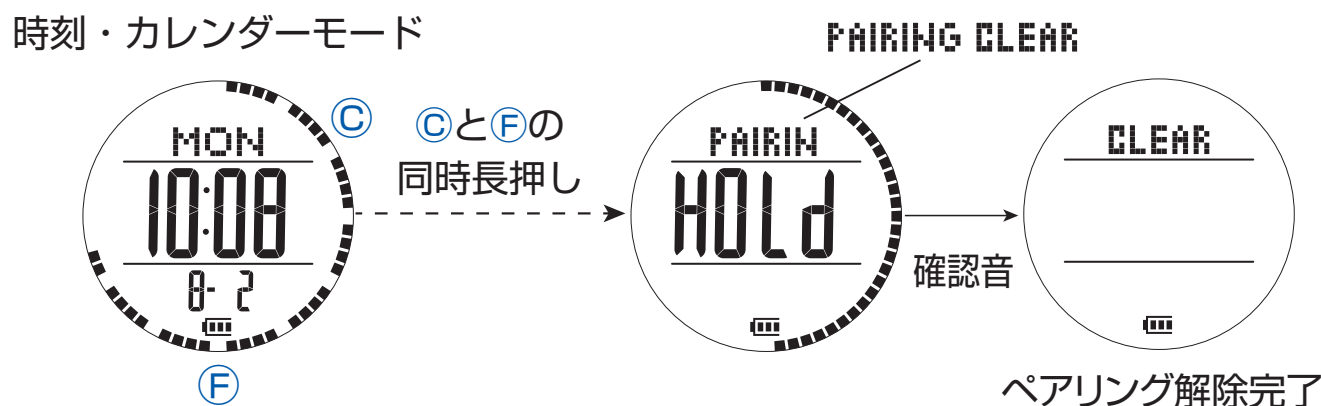 時刻・カレンダーモード
PAIRING CLEAR
Ⓒ
MON
10:08
8- 2
Ⓕ
ⒸとⒻの
同時長押し
PAIRIN
HOLd
確認音
CLEAR
ペアリング解除完了